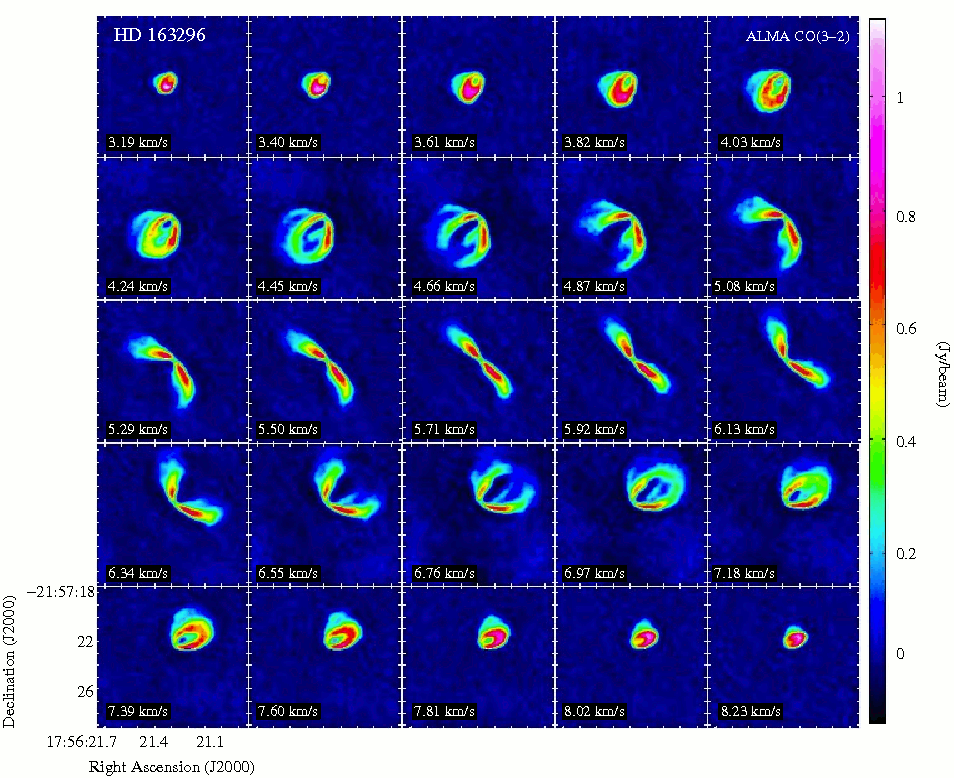 HD 163296
ALMA CO(3–2)
3.19 km/s
3.40 km/s
3.61 km/s
3.82 km/s
4.03 km/s
4.24 km/s
4.45 km/s
4.66 km/s
4.87 km/s
5.08 km/s
5.29 km/s
5.50 km/s
5.71 km/s
5.92 km/s
6.13 km/s
6.34 km/s
6.55 km/s
6.76 km/s
6.97 km/s
7.18 km/s
7.39 km/s
7.60 km/s
7.81 km/s
8.02 km/s
8.23 km/s
−21:57:18
22
26
Declination (J2000)
17:56:21.7
21.4
21.1
Right Ascension (J2000)
1
0.8
0.6
0.4
0.2
0
(Jy/beam)